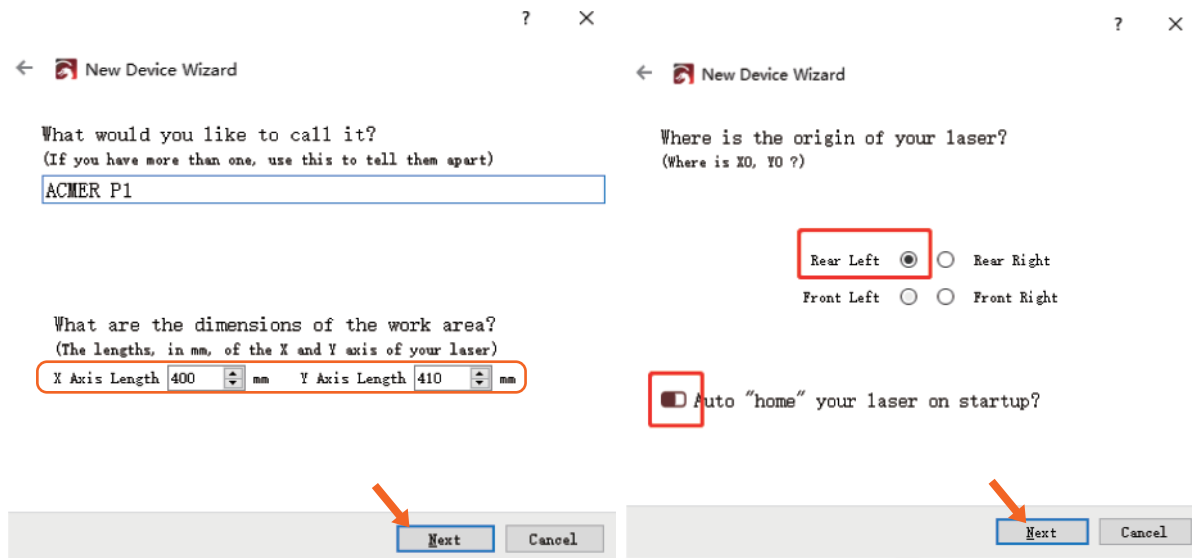 ?
New Device Wizard
What would you like to call it?
(If you have more than one, use this to tell them apart)
ACMER P1
What are the dimensions of the work area?
(The lengths, in mm, of the X and Y axis of your laser)
X Axis Length 400 mm Y Axis Length 410 mm
Next Cancel
?
New Device Wizard
Where is the origin of your laser?
(Where is X0, Y0 ?)
Rear Left Rear Right
Front Left Front Right
Auto "home" your laser on startup?
Next Cancel